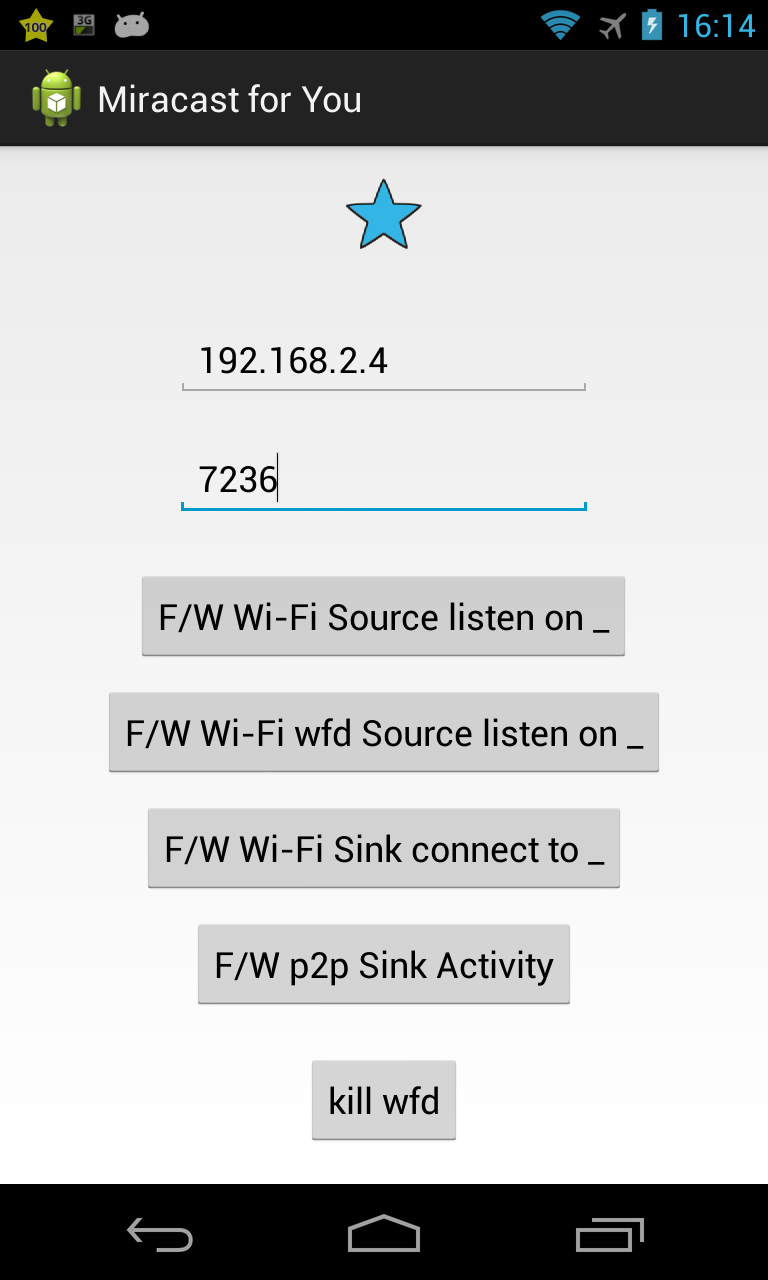 100 3G 16:14
Miracast for You
192.168.2.4
7236
F/W Wi-Fi Source listen on _
F/W Wi-Fi wfd Source listen on _
F/W Wi-Fi Sink connect to _
F/W p2p Sink Activity
kill wfd